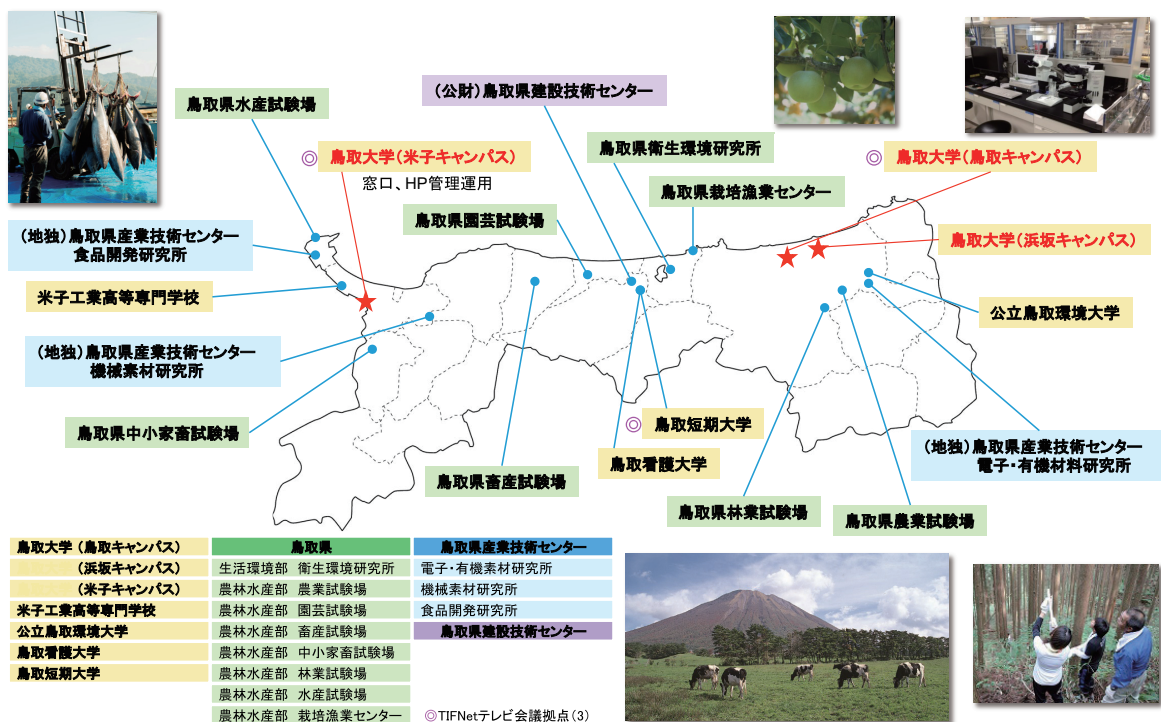 鳥取県水産試験場
(公財)鳥取県建設技術センター
◎ 鳥取大学(米子キャンパス)
窓口、HP管理運用
鳥取県衛生環境研究所
◎ 鳥取大学(鳥取キャンパス)
鳥取県栽培漁業センター
鳥取県園芸試験場
(地独)鳥取県産業技術センター
食品開発研究所
鳥取大学(浜坂キャンパス)
米子工業高等専門学校
公立鳥取環境大学
(地独)鳥取県産業技術センター
機械素材研究所
鳥取県中小家畜試験場
◎ 鳥取短期大学
鳥取看護大学
(地独)鳥取県産業技術センター
電子・有機材料研究所
鳥取県畜産試験場
鳥取県林業試験場
鳥取県農業試験場
鳥取大学(鳥取キャンパス)
(浜坂キャンパス)
(米子キャンパス)
米子工業高等専門学校
公立鳥取環境大学
鳥取看護大学
鳥取短期大学
鳥取県
生活環境部 衛生環境研究所
農林水産部 農業試験場
農林水産部 園芸試験場
農林水産部 畜産試験場
農林水産部 中小家畜試験場
農林水産部 林業試験場
農林水産部 水産試験場
農林水産部 栽培漁業センター
鳥取県産業技術センター
電子・有機素材研究所
機械素材研究所
食品開発研究所
鳥取県建設技術センター
◎TIFNetテレビ会議拠点(3)